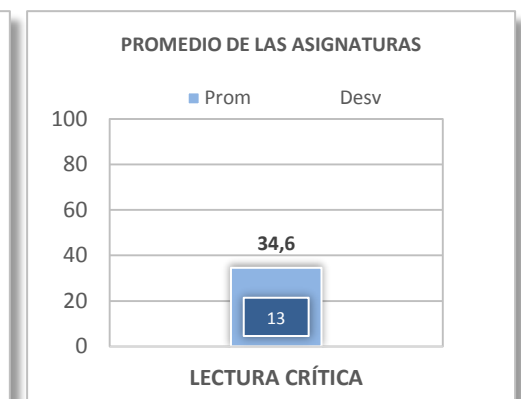 PROMEDIO DE LAS ASIGNATURAS
Prom Desv
100
80
60
40
20
0
34,6
13
LECTURA CRÍTICA